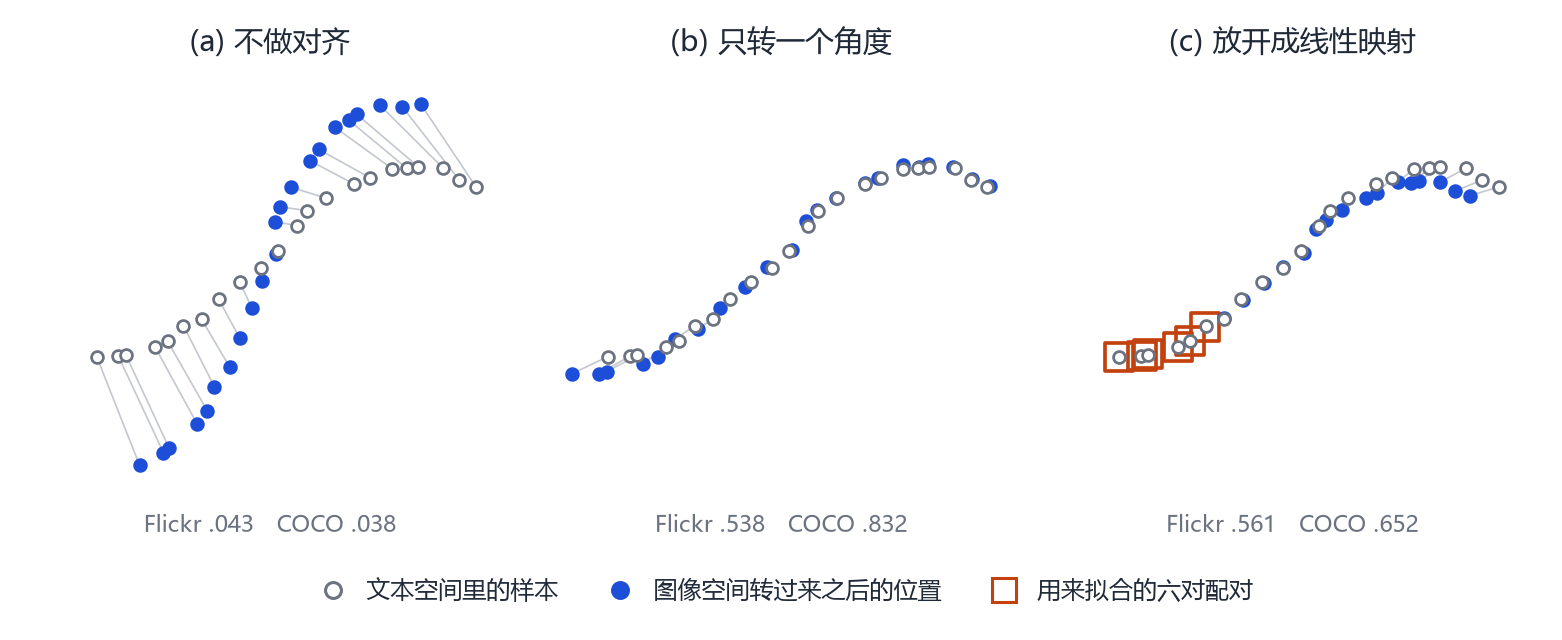 (a) 不做对齐
(b) 只转一个角度
(c) 放开成线性映射
Flickr .043 COCO .038
Flickr .538 COCO .832
Flickr .561 COCO .652
文本空间里的样本
图像空间转过来之后的位置
用来拟合的六对配对